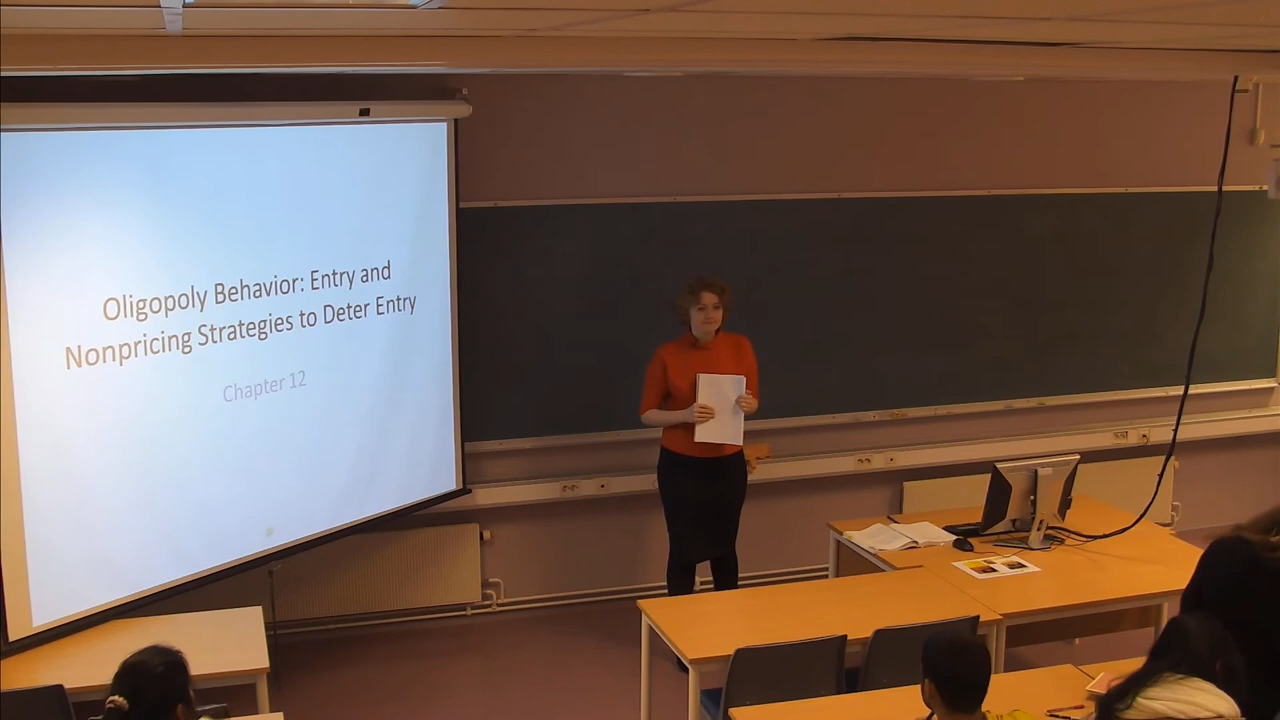 Oligopoly Behavior: Entry and
Nonpricing Strategies to Deter Entry
Chapter 12